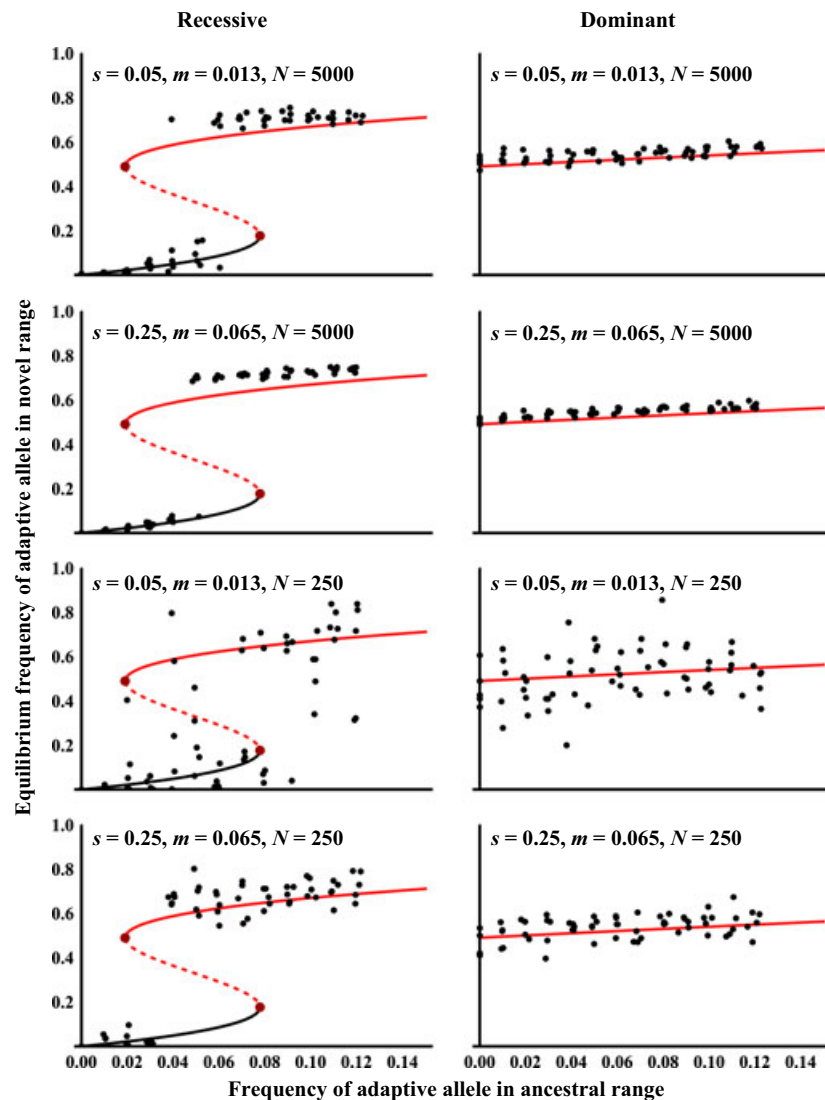 Recessive
Dominant
Equilibrium frequency of adaptive allele in novel range
s = 0.05, m = 0.013, N = 5000
1.0
0.8
0.6
0.4
0.2
s = 0.05, m = 0.013, N = 5000
s = 0.25, m = 0.065, N = 5000
1.0
0.8
0.6
0.4
0.2
s = 0.25, m = 0.065, N = 5000
s = 0.05, m = 0.013, N = 250
1.0
0.8
0.6
0.4
0.2
s = 0.05, m = 0.013, N = 250
s = 0.25, m = 0.065, N = 250
1.0
0.8
0.6
0.4
0.2
s = 0.25, m = 0.065, N = 250
0.00 0.02 0.04 0.06 0.08 0.10 0.12 0.14
0.00 0.02 0.04 0.06 0.08 0.10 0.12 0.14
Frequency of adaptive allele in ancestral range